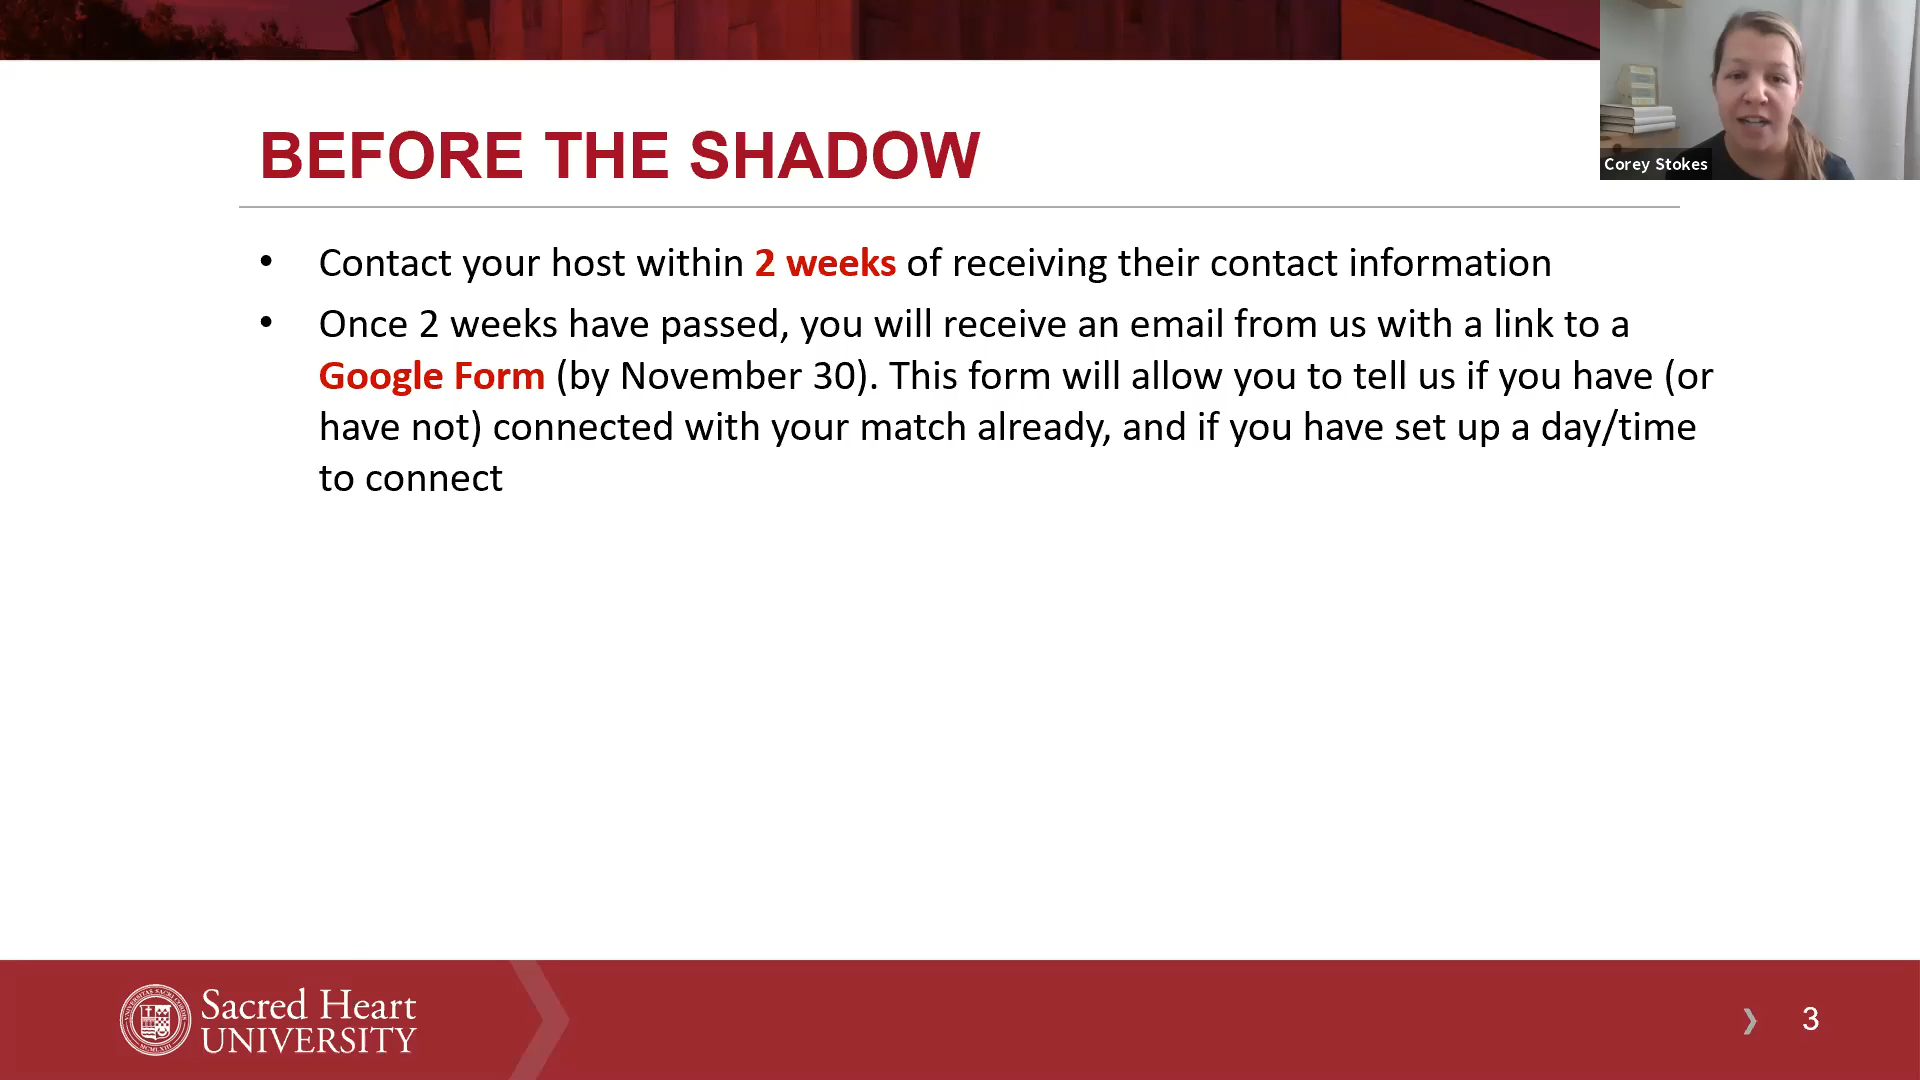 Corey Stokes
BEFORE THE SHADOW
• Contact your host within 2 weeks of receiving their contact information
• Once 2 weeks have passed, you will receive an email from us with a link to a
Google Form (by November 30). This form will allow you to tell us if you have (or
have not) connected with your match already, and if you have set up a day/time
to connect
Sacred Heart
UNIVERSITY
3